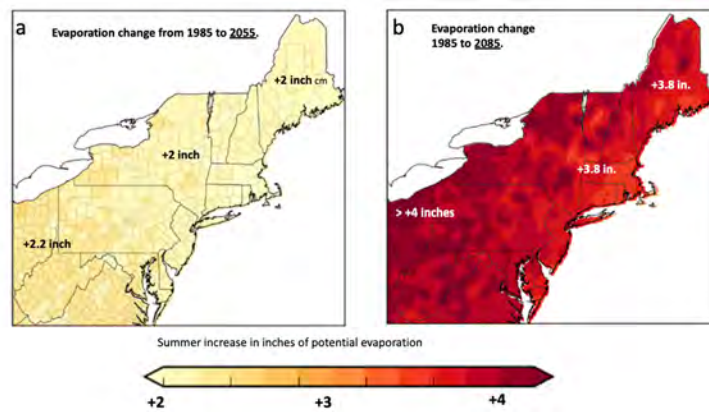 a
Evaporation change from 1985 to 2055.
+2 inch cm
+2 inch
+2.2 inch
b
Evaporation change
1985 to 2085.
+3.8 in.
+3.8 in.
> +4 inches
Summer increase in inches of potential evaporation
+2
+3
+4